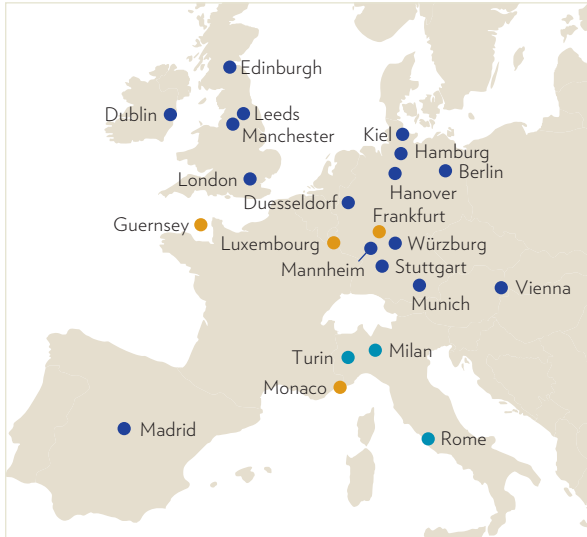 Edinburgh
Dublin
Leeds
Manchester
Kiel
Hamburg
Berlin
London
Hanover
Duesseldorf
Frankfurt
Guernsey
Luxembourg
Würzburg
Mannheim
Stuttgart
Munich
Vienna
Turin
Milan
Monaco
Madrid
Rome